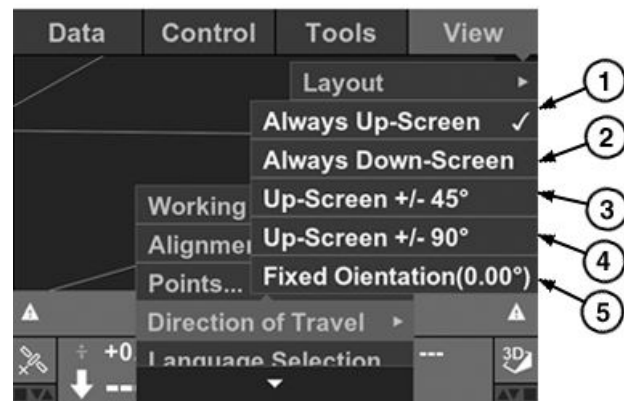 Data Control Tools View
Layout
Always Up-Screen ✓
Always Down-Screen
Up-Screen +/- 45°
Working
Up-Screen +/- 90°
Alignmen
Fixed Oientation(0.00°)
Points...
Direction of Travel
Language Selection
+0
--
---
3D
1
2
3
4
5